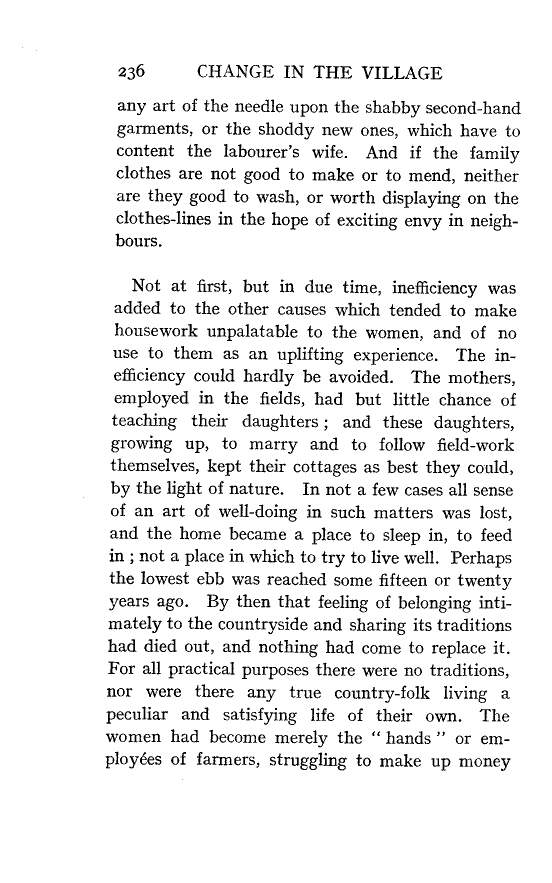 236 CHANGE IN THE VILLAGE
any art of the needle upon the shabby second-hand
garments, or the shoddy new ones, which have to
content the labourer's wife. And if the family
clothes are not good to make or to mend, neither
are they good to wash, or worth displaying on the
clothes-lines in the hope of exciting envy in neigh-
bours.
Not at first, but in due time, inefficiency was
added to the other causes which tended to make
housework unpalatable to the women, and of no
use to them as an uplifting experience. The in-
efficiency could hardly be avoided. The mothers,
employed in the fields, had but little chance of
teaching their daughters ; and these daughters,
growing up, to marry and to follow field-work
themselves, kept their cottages as best they could,
by the light of nature. In not a few cases all sense
of an art of well-doing in such matters was lost,
and the home became a place to sleep in, to feed
in ; not a place in which to try to live well. Perhaps
the lowest ebb was reached some fifteen or twenty
years ago. By then that feeling of belonging inti-
mately to the countryside and sharing its traditions
had died out, and nothing had come to replace it.
For all practical purposes there were no traditions,
nor were there any true country-folk living a
peculiar and satisfying life of their own. The
women had become merely the “ hands ” or em-
ployées of farmers, struggling to make up money